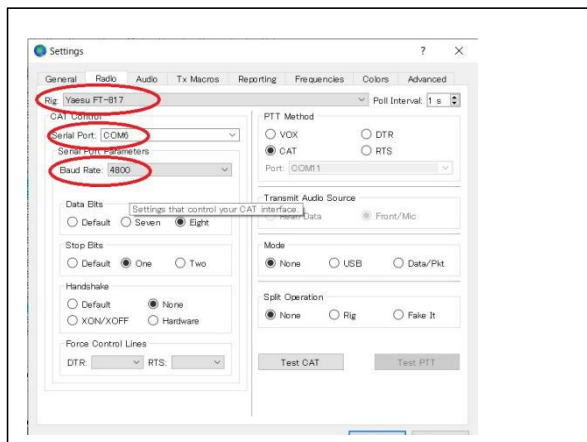 Settings ? ×
General Radio Audio Tx Macros Reporting Frequencies Colors Advanced
Rig: Yaesu FT-817 Poll Interval: 1 s
CAT Control
Serial Port: COM6
Serial Port Parameters
Baud Rate: 4800
Data Bits
Settings that control your CAT interface.
Default Seven Eight
Stop Bits
Default One Two
Handshake
Default None
XON/XOFF Hardware
Force Control Lines
DTR: RTS:
PTT Method
VOX DTR
CAT RTS
Port: COM11
Transmit Audio Source
Rear/Data Front/Mic
Mode
None USB Data/Pkt
Split Operation
None Rig Fake It
Test CAT Test PTT